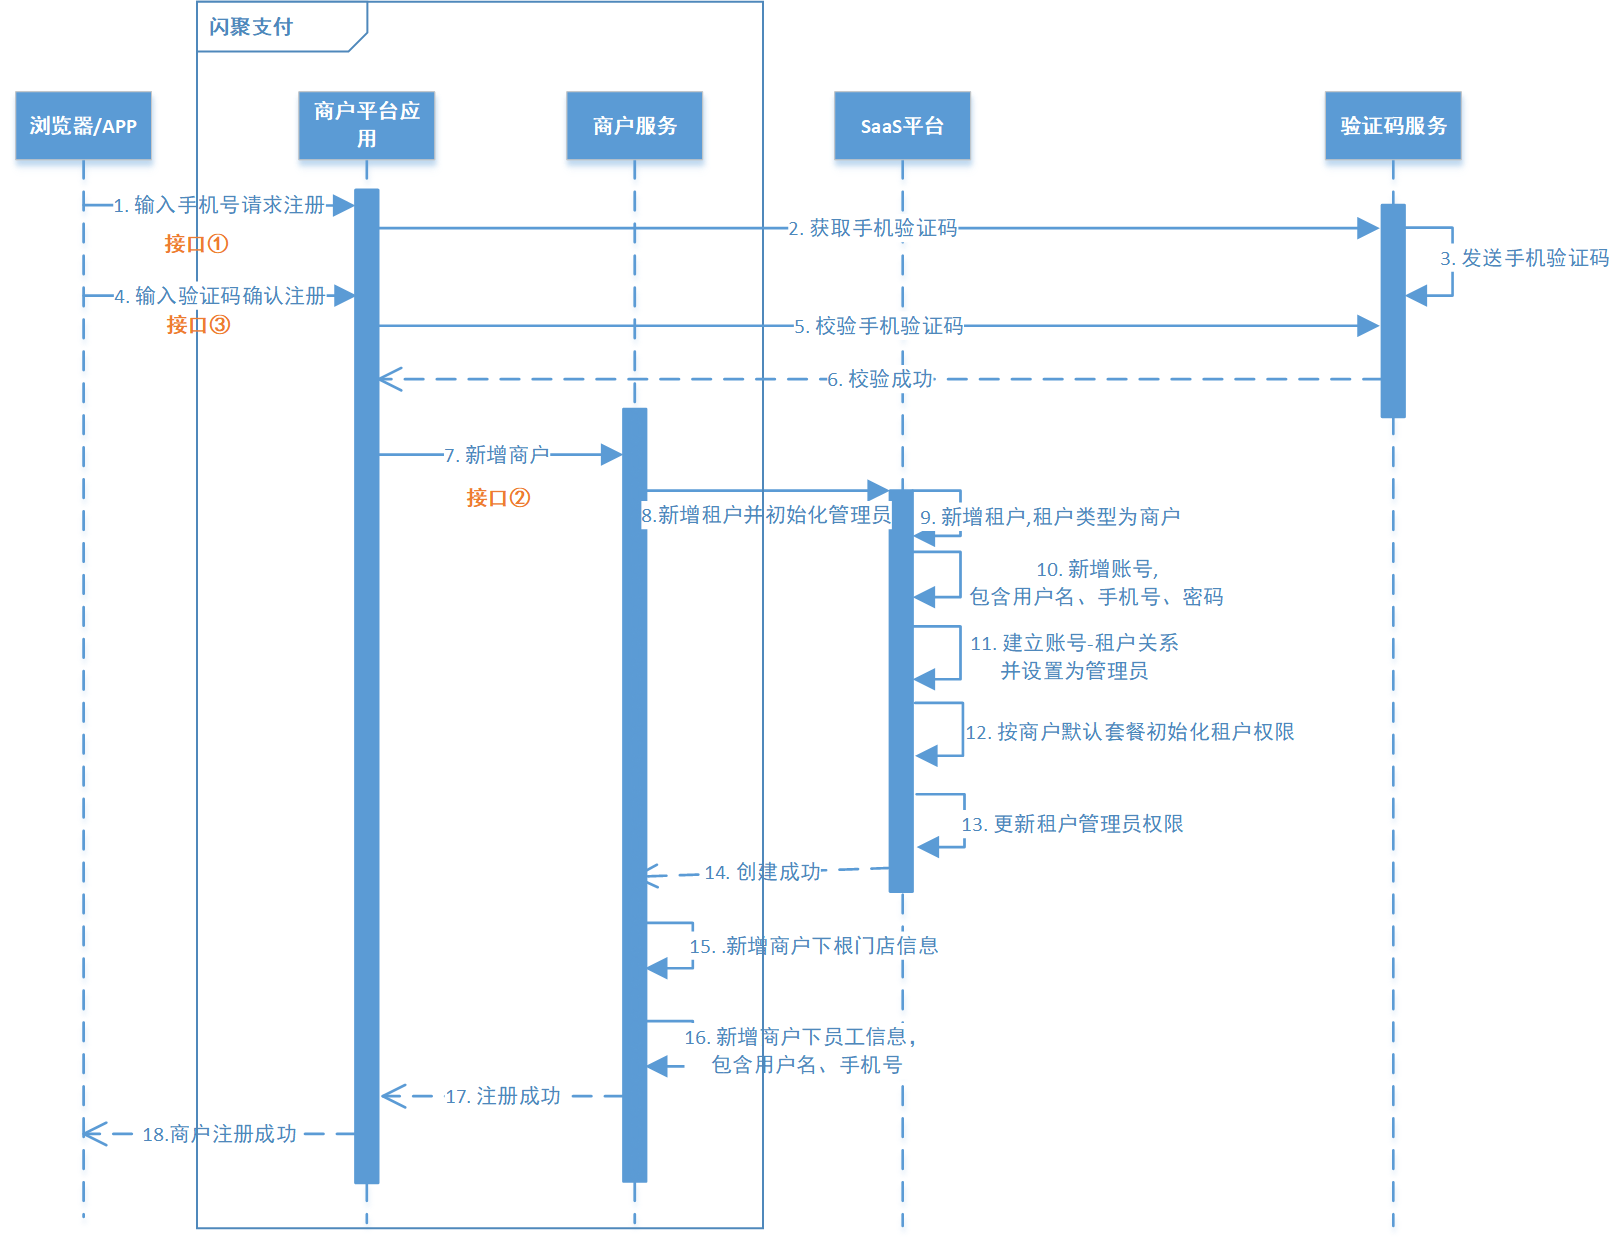 闪聚支付
浏览器/APP
商户平台应
用
商户服务
SaaS平台
验证码服务
1. 输入手机号请求注册
接口①
2. 获取手机验证码
3. 发送手机验证码
4. 输入验证码确认注册
接口③
5. 校验手机验证码
6. 校验成功
7. 新增商户
接口②
8.新增租户并初始化管理员
9. 新增租户,租户类型为商户
10. 新增账号,
包含用户名、手机号、密码
11. 建立账号-租户关系
并设置为管理员
12. 按商户默认套餐初始化租户权限
13. 更新租户管理员权限
14. 创建成功
15. .新增商户下根门店信息
16. 新增商户下员工信息，
包含用户名、手机号
17. 注册成功
18.商户注册成功